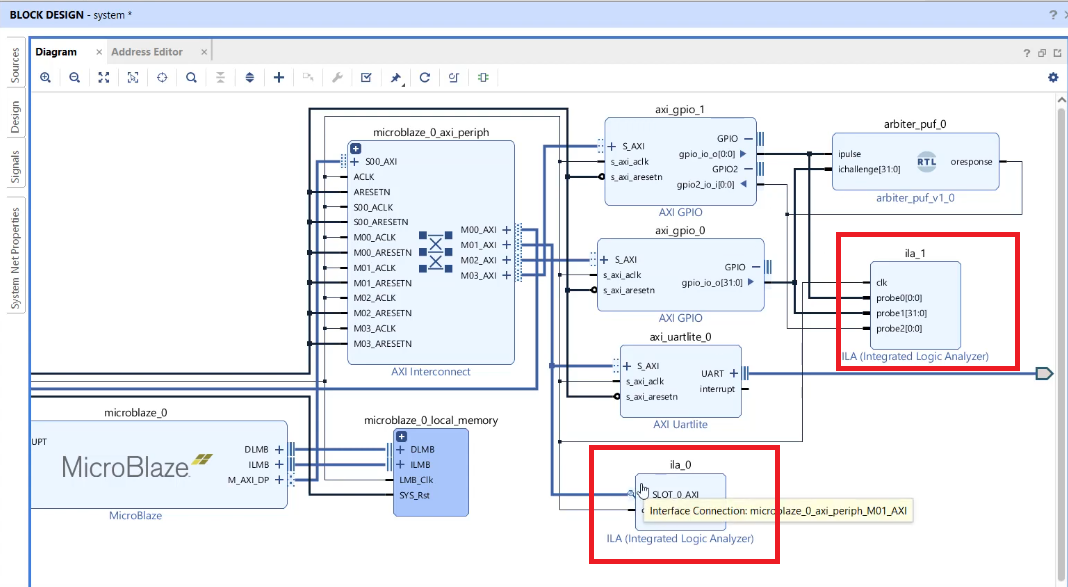 BLOCK DESIGN - system *
Diagram
Address Editor
Sources
Design
Signals
System Net Properties
microblaze_0_axi_periph
S00_AXI
ACLK
ARESETN
S00_ACLK
S00_ARESETN
M00_ACLK
M00_ARESETN
M01_ACLK
M01_ARESETN
M02_ACLK
M02_ARESETN
M03_ACLK
M03_ARESETN
M00_AXI
M01_AXI
M02_AXI
M03_AXI
AXI Interconnect
axi_gpio_1
S_AXI
s_axi_aclk
s_axi_aresetn
GPIO
gpio_io_o[0:0]
GPIO2
gpio2_io_i[0:0]
AXI GPIO
arbiter_puf_0
ipulse
ichallenge[31:0]
RTL
oresponse
arbiter_puf_v1_0
axi_gpio_0
S_AXI
s_axi_aclk
s_axi_aresetn
GPIO
gpio_io_o[31:0]
AXI GPIO
ila_1
clk
probe0[0:0]
probe1[31:0]
probe2[0:0]
ILA (Integrated Logic Analyzer)
axi_uartlite_0
S_AXI
s_axi_aclk
s_axi_aresetn
UART
interrupt
AXI Uartlite
microblaze_0
UPT
MicroBlaze
DLMB
ILMB
M_AXI_DP
MicroBlaze
microblaze_0_local_memory
DLMB
ILMB
LMB_Clk
SYS_Rst
ila_0
SLOT_0_AXI
Interface Connection: microblaze_0_axi_periph_M01_AXI
ILA (Integrated Logic Analyzer)